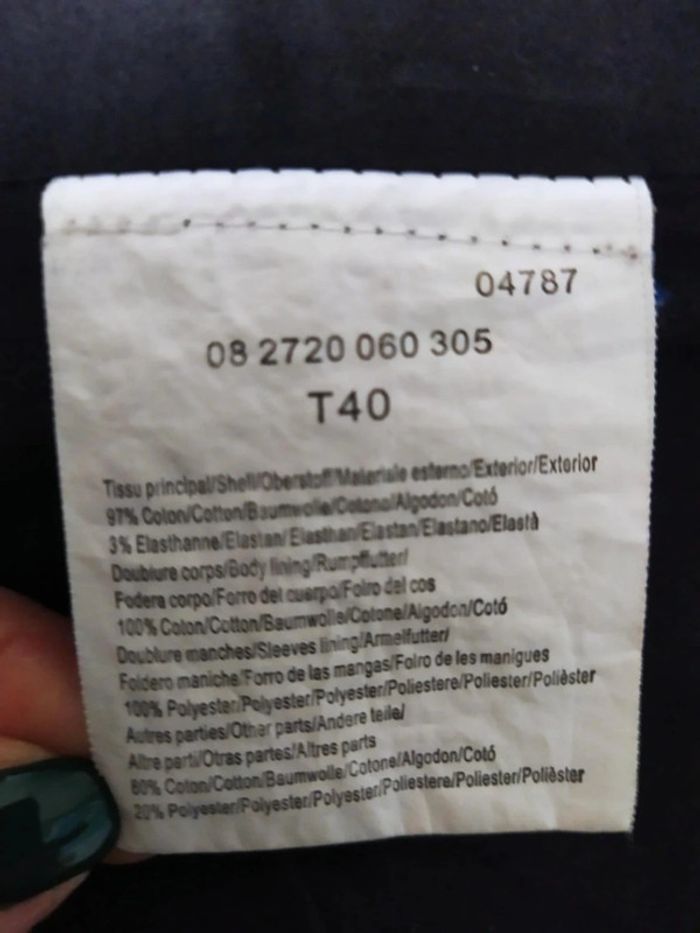 04787
08 2720 060 305
T40
Tissu principal/Shell/Oberstoff/Materiale esterno/Exterior/Exterior
97% Coton/Cotton/Baumwolle/Cotone/Algodon/Cotó
3% Elasthanne/Elastan/Elasthan/Elastan/Elastano/Elastà
Doublure corps/Body lining/Rumpffutter/
Fodera corpo/Forro del cuerpo/Folro del cos
100% Coton/Cotton/Baumwolle/Cotone/Algodon/Cotó
Doublure manches/Sleeves lining/Armelfutter/
Foldero maniche/Forro de las mangas/Folro de les manigues
100% Polyester/Polyester/Polyester/Poliestere/Poliester/Polièster
Autres parties/Other parts/Andere teile/
Altre parti/Otras partes/Altres parts
80% Coton/Cotton/Baumwolle/Cotone/Algodon/Cotó
20% Polyester/Polyester/Polyester/Poliestere/Poliester/Polièster